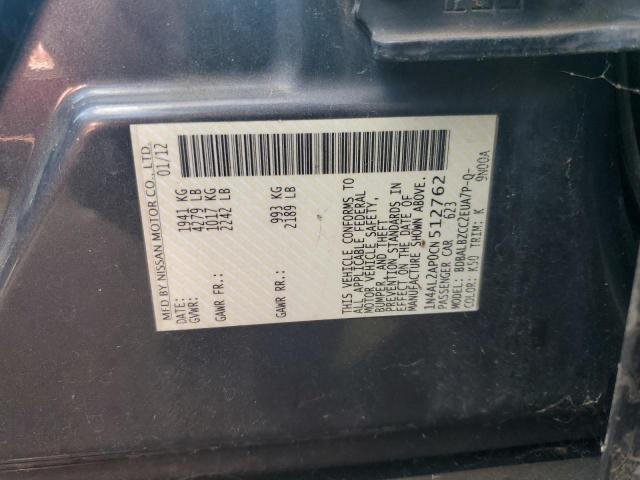 MFD BY NISSAN MOTOR CO., LTD.
DATE: 01/12
GVWR: 1941 KG
4279 LB
GAWR FR.: 1017 KG
2242 LB
GAWR RR.: 993 KG
2189 LB
THIS VEHICLE CONFORMS TO
ALL APPLICABLE FEDERAL
MOTOR VEHICLE SAFETY,
BUMPER, AND THEFT
PREVENTION STANDARDS IN
EFFECT ON THE DATE OF
MANUFACTURE SHOWN ABOVE.
1N4AL2AP0CN512762
PASSENGER CAR 623
MODEL: BDBALBZCCZEUA7P-Q-
COLOR: K50 TRIM: K 9N00A